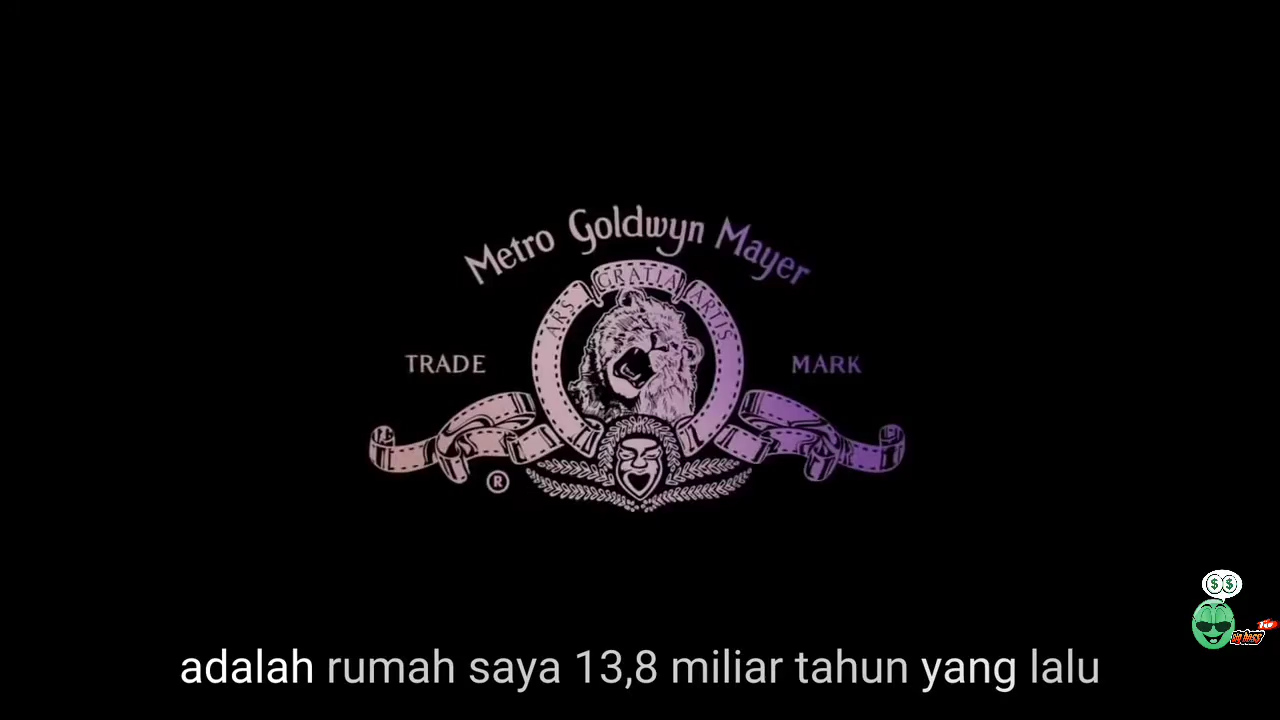 Metro Goldwyn Mayer
ARS GRATIA ARTIS
TRADE MARK
®
$ $
adalah rumah saya 13,8 miliar tahun yang lalu